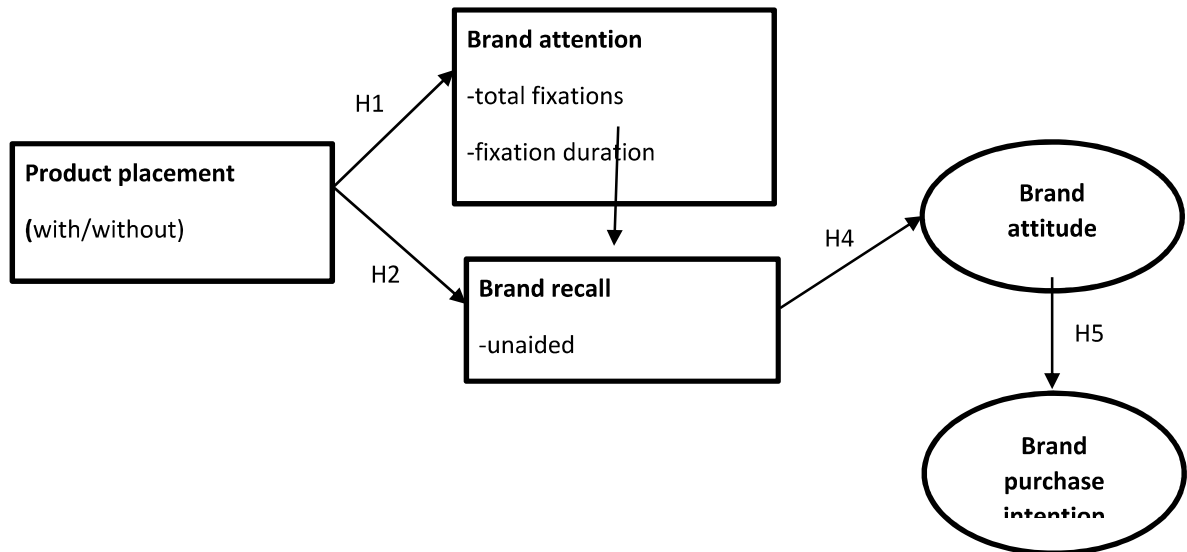 Brand attention
-total fixations
-fixation duration
H1
Product placement
(with/without)
H2
Brand recall
-unaided
H4
Brand
attitude
H5
Brand
purchase
intention